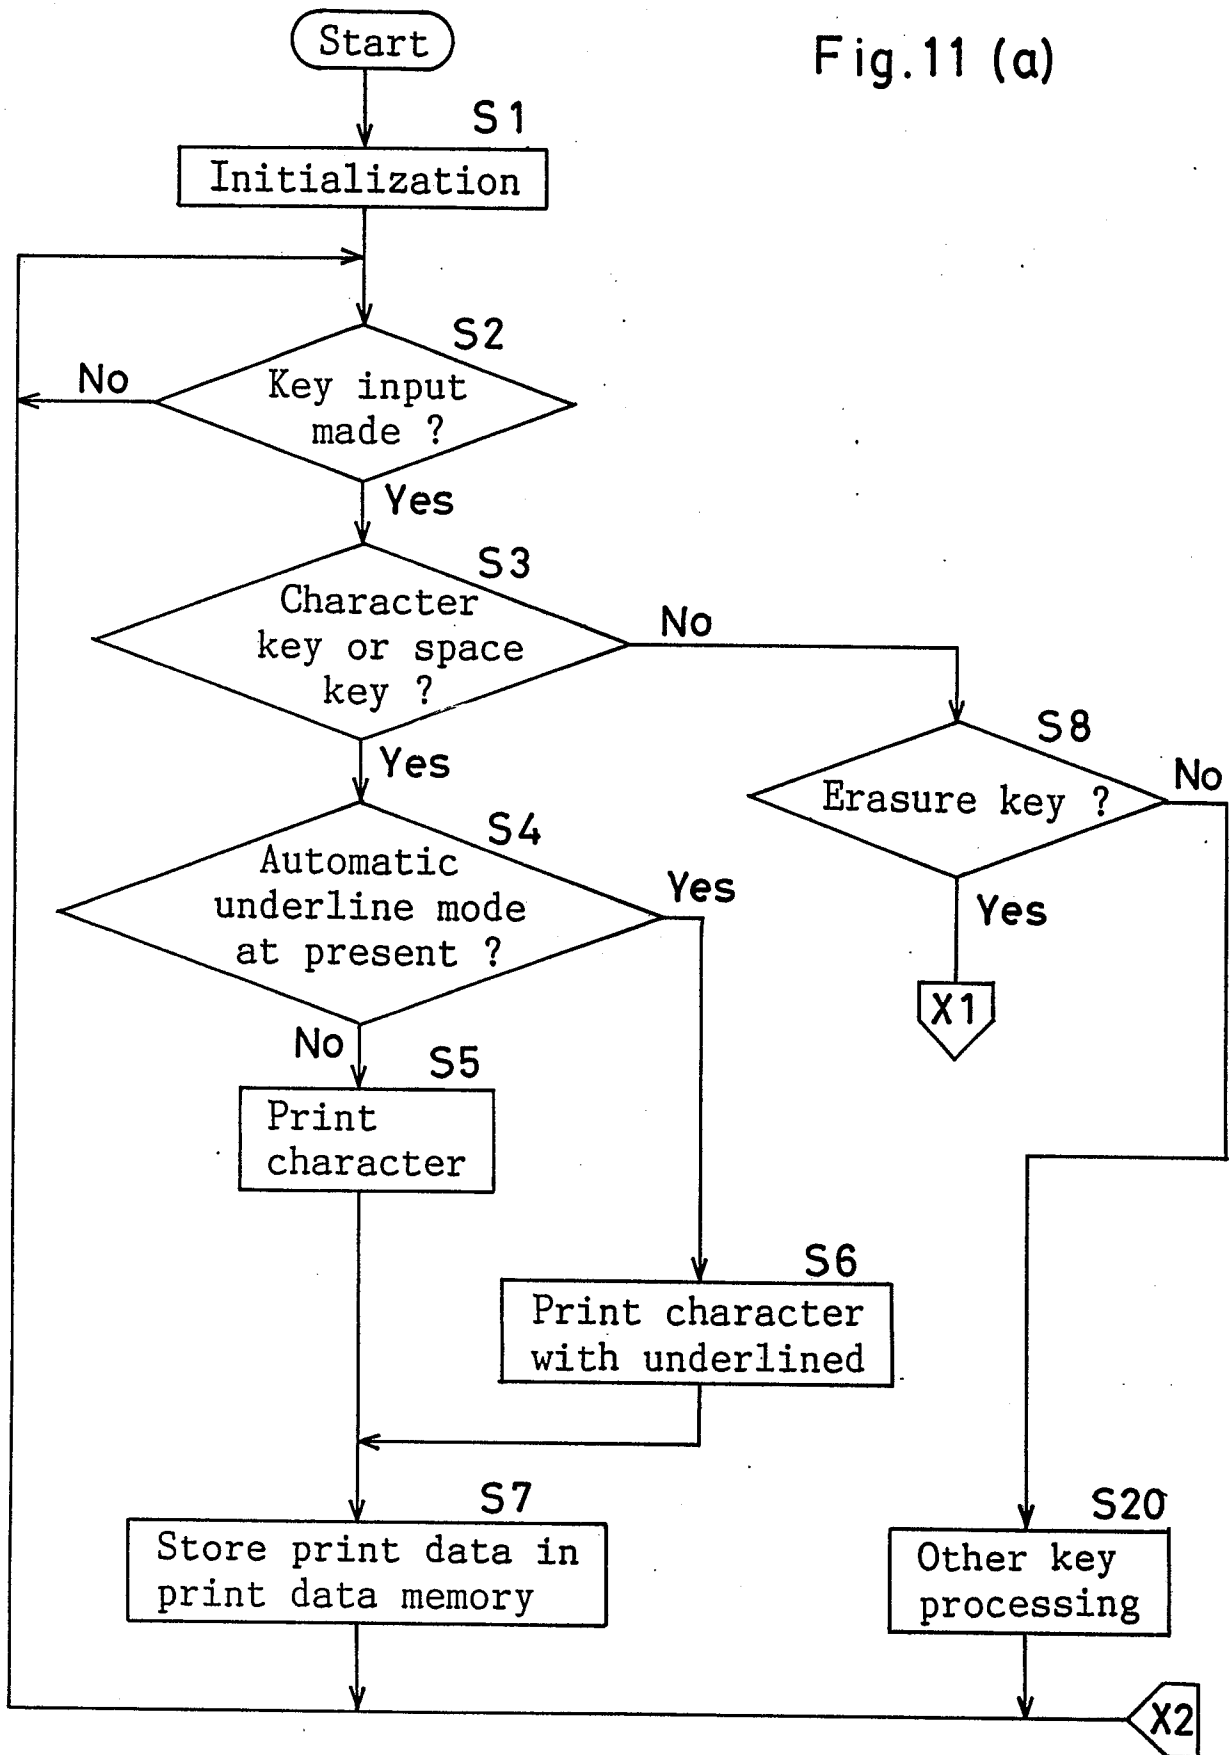 Start
Fig.11 (a)
S1
Initialization
S2
No
Key input
made ?
Yes
S3
Character
key or space
key ?
No
Yes
S8
Erasure key ?
No
Yes
X1
S4
Automatic
underline mode
at present ?
Yes
No
S5
Print
character
S6
Print character
with underlined
S7
Store print data in
print data memory
S20
Other key
processing
X2